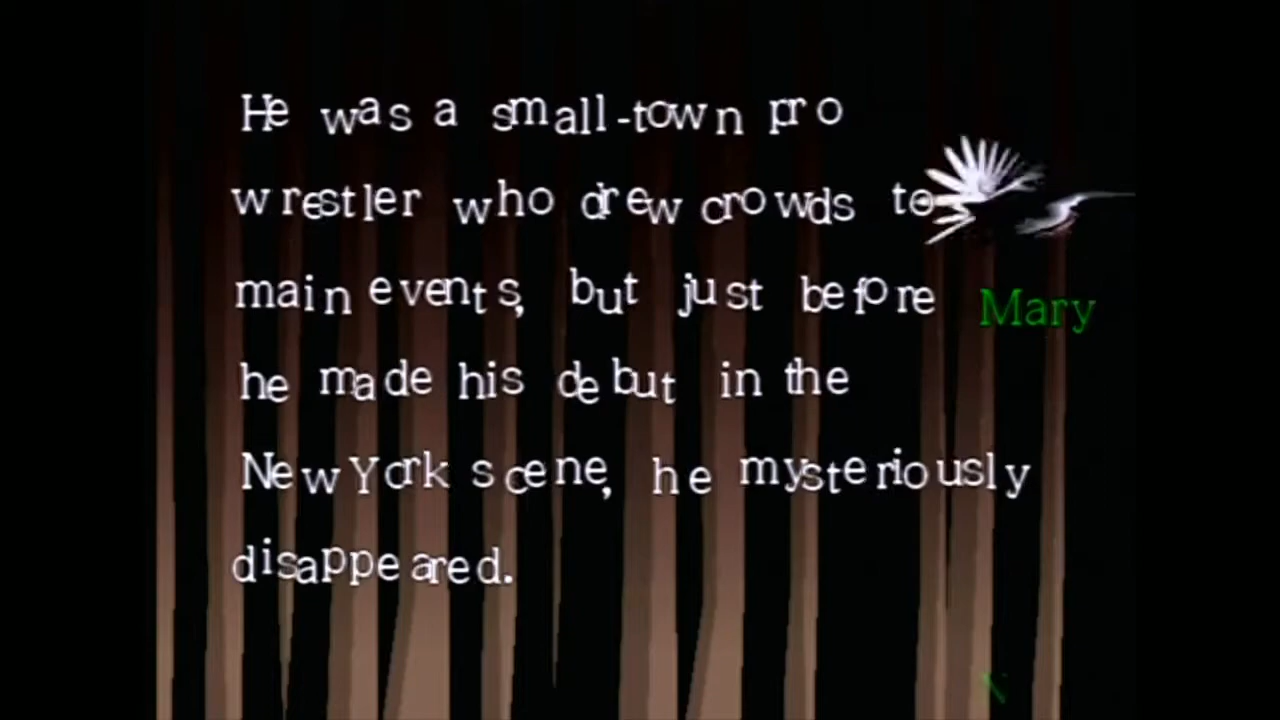 He was a small-town pro
wrestler who drew crowds to
main events, but just before
Mary
he made his debut in the
New York scene, he mysteriously
disappeared.